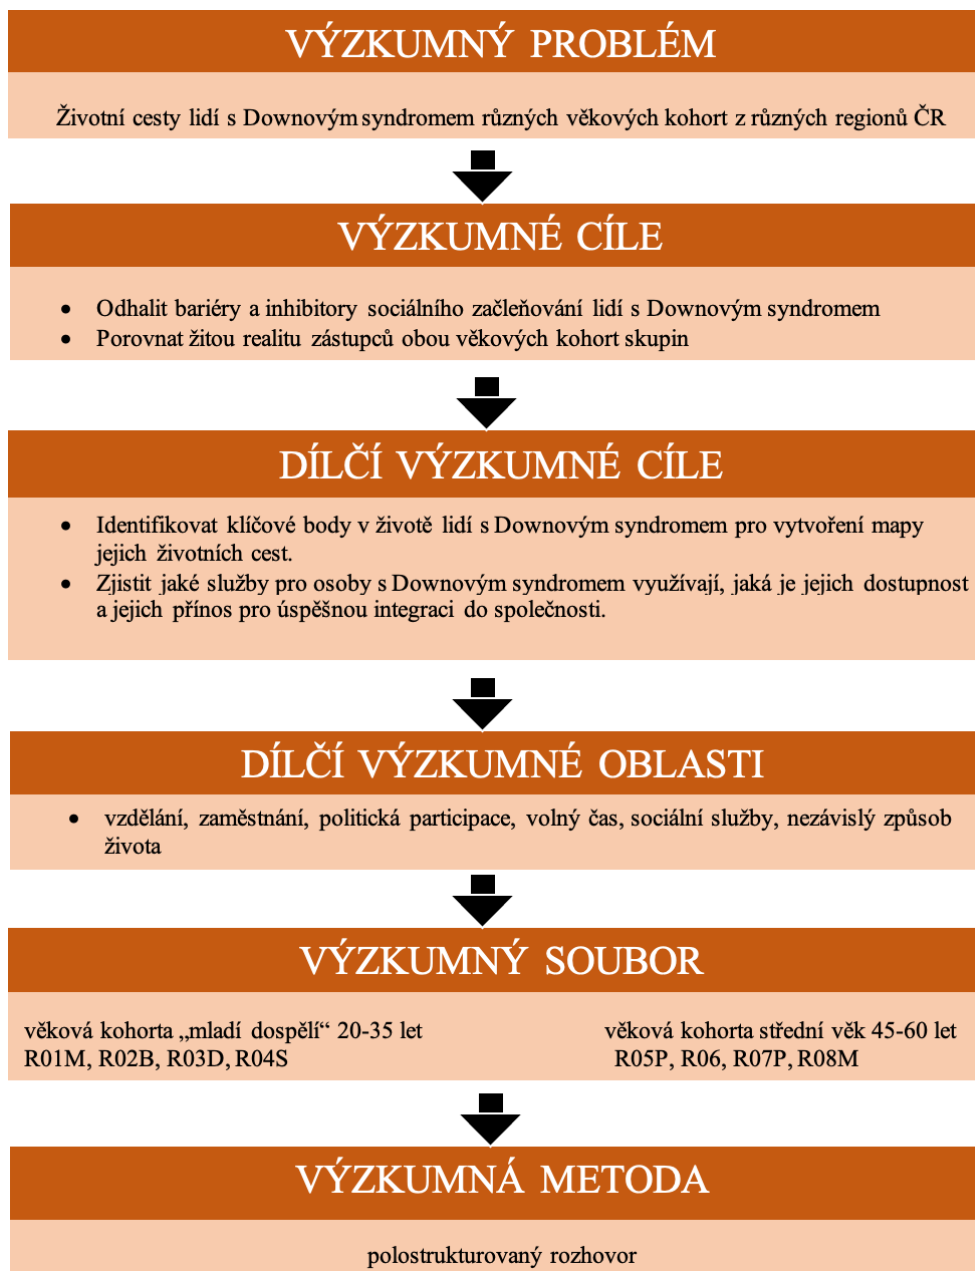 VÝZKUMNÝ PROBLÉM
Životní cesty lidí s Downovým syndromem různých věkových kohort z různých regionů ČR
VÝZKUMNÉ CÍLE
• Odhalit bariéry a inhibitory sociálního začleňování lidí s Downovým syndromem
• Porovnat žitou realitu zástupců obou věkových kohort skupin
DÍLČÍ VÝZKUMNÉ CÍLE
• Identifikovat klíčové body v životě lidí s Downovým syndromem pro vytvoření mapy
jejich životních cest.
• Zjistit jaké služby pro osoby s Downovým syndromem využívají, jaká je jejich dostupnost
a jejich přínos pro úspěšnou integraci do společnosti.
DÍLČÍ VÝZKUMNÉ OBLASTI
• vzdělání, zaměstnání, politická participace, volný čas, sociální služby, nezávislý způsob
života
VÝZKUMNÝ SOUBOR
věková kohorta „mladí dospělí“ 20-35 let
R01M, R02B, R03D, R04S
věková kohorta střední věk 45-60 let
R05P, R06, R07P, R08M
VÝZKUMNÁ METODA
polostrukturovaný rozhovor